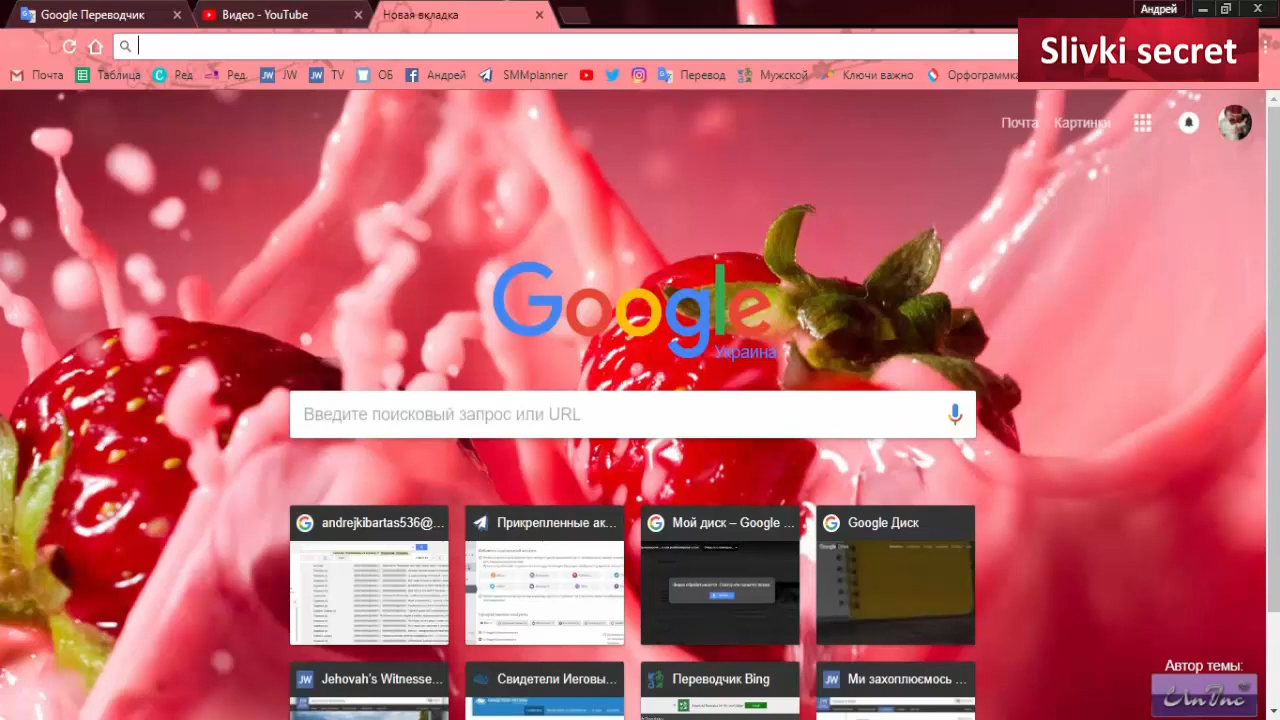 Google Переводчик
Видео - YouTube
Новая вкладка
Андрей
Slivki secret
Почта
Таблица
Ред
Ред.
JW
TV
ОБ
Андрей
SMMplanner
Перевод
Мужской
Ключи важно
Орфограммка
Почта
Картинки
Google
Украина
Введите поисковый запрос или URL
andrejkibartas536@...
Прикрепленные ак...
Мой диск – Google ...
Google Диск
Jehovah's Witnesse...
Свидетели Иеговы...
Переводчик Bing
Ми захоплюємось ...
Автор темы: